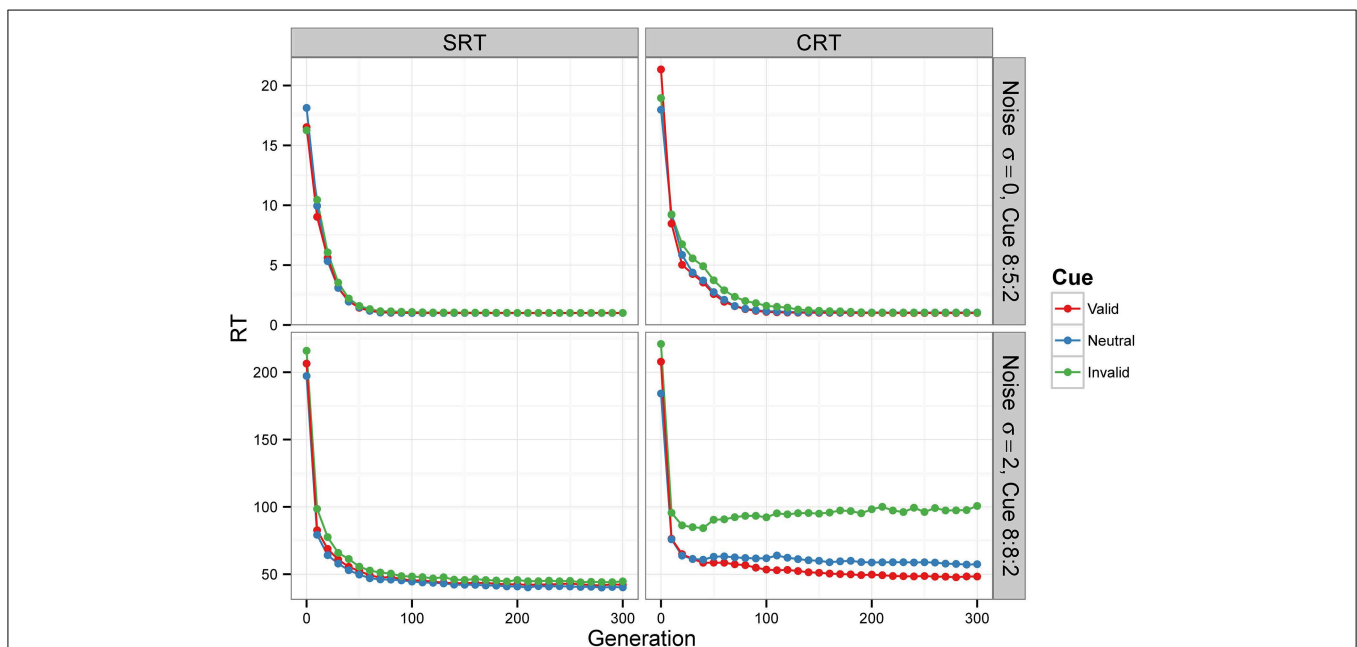 SRT
CRT
20
15
10
5
0
Noise σ = 0, Cue 8:5:2
RT
200
150
100
50
Noise σ = 2, Cue 8:8:2
0
100
200
300
0
100
200
300
Generation
Cue
Valid
Neutral
Invalid